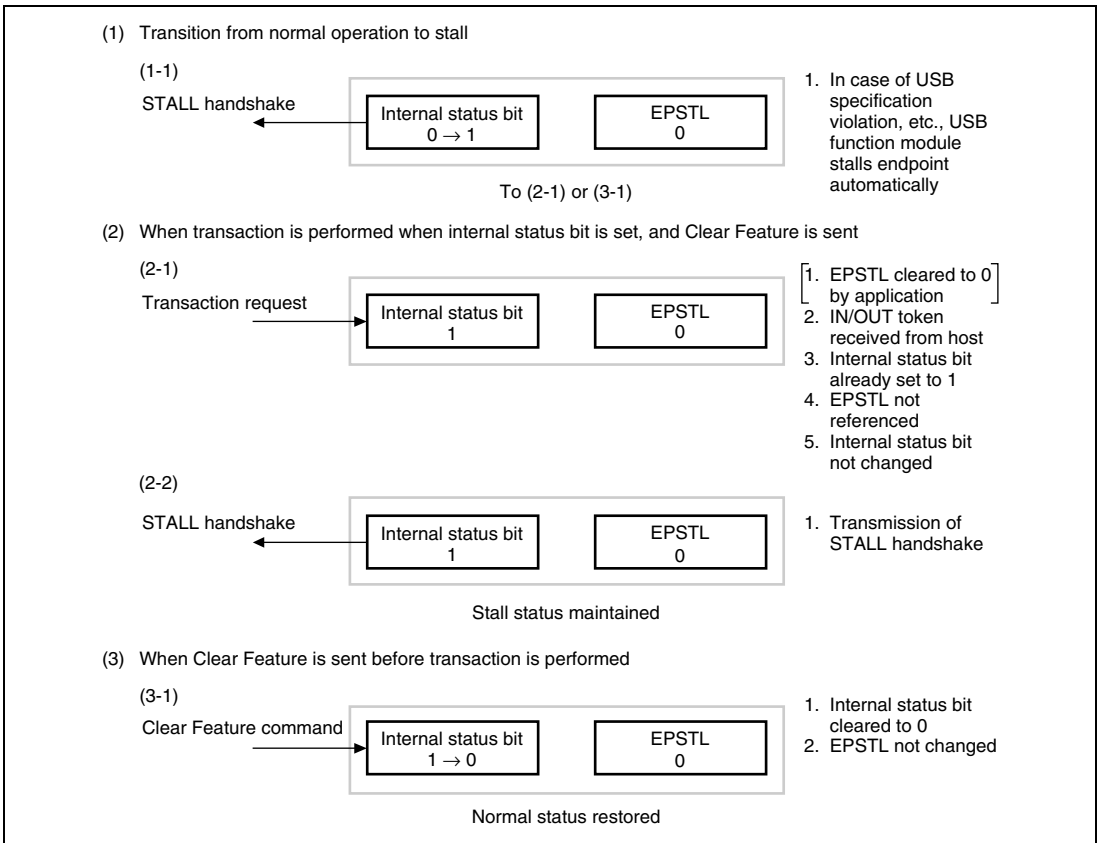 (1) Transition from normal operation to stall
(1-1)
STALL handshake
Internal status bit
0 → 1
EPSTL
0
1. In case of USB
specification
violation, etc., USB
function module
stalls endpoint
automatically
To (2-1) or (3-1)
(2) When transaction is performed when internal status bit is set, and Clear Feature is sent
(2-1)
Transaction request
Internal status bit
1
EPSTL
0
1. EPSTL cleared to 0
by application
2. IN/OUT token
received from host
3. Internal status bit
already set to 1
4. EPSTL not
referenced
5. Internal status bit
not changed
(2-2)
STALL handshake
Internal status bit
1
EPSTL
0
1. Transmission of
STALL handshake
Stall status maintained
(3) When Clear Feature is sent before transaction is performed
(3-1)
Clear Feature command
Internal status bit
1 → 0
EPSTL
0
1. Internal status bit
cleared to 0
2. EPSTL not changed
Normal status restored